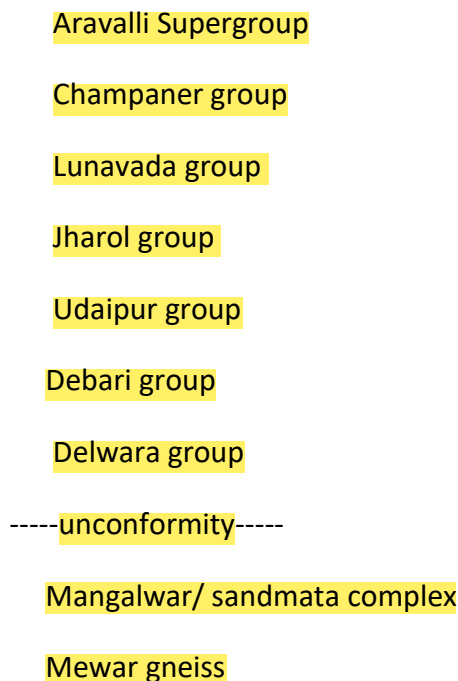 Aravalli Supergroup
Champaner group
Lunavada group
Jharol group
Udaipur group
Debari group
Delwara group
-----unconformity-----
Mangalwar/ sandmata complex
Mewar gneiss